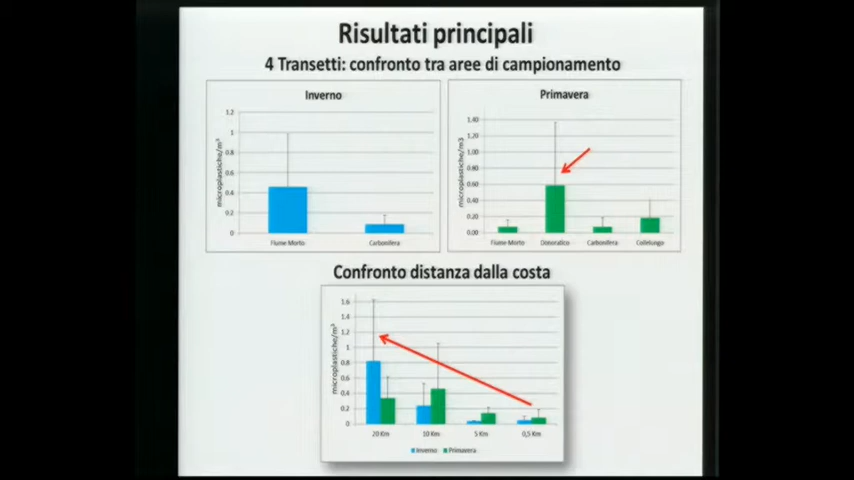 Risultati principali
4 Transetti: confronto tra aree di campionamento
Inverno
microplastiche/m³
1,2
1
0,8
0,6
0,4
0,2
0
Fiume Morto Carbonifera
Primavera
microplastiche/m3
1,40
1,20
1,00
0,80
0,60
0,40
0,20
0,00
Fiume Morto Donoratico Carbonifera Collelungo
Confronto distanza dalla costa
microplastiche/m³
1,6
1,4
1,2
1
0,8
0,6
0,4
0,2
0
20 Km 10 Km 5 Km 0,5 Km
Inverno Primavera